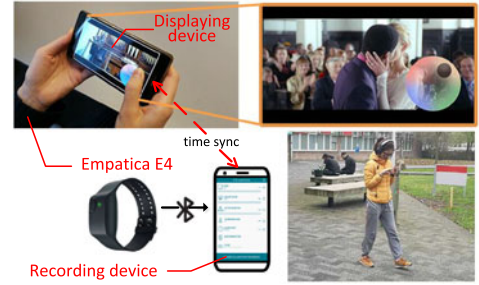 Displaying
device
time sync
Empatica E4
Recording device